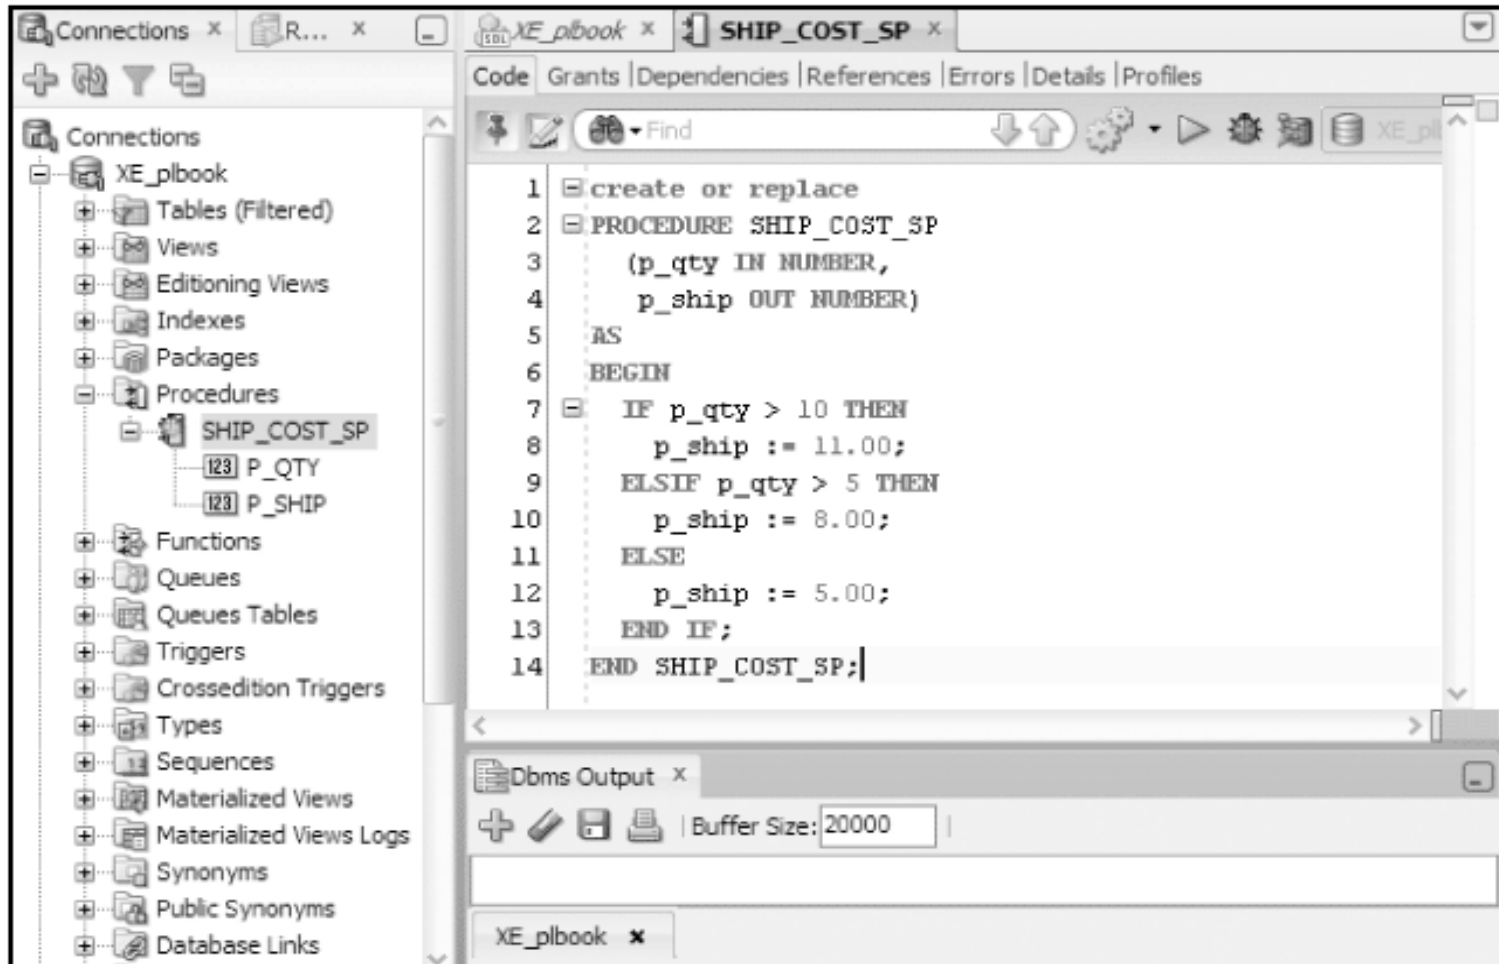 Connections × R... ×
Connections
XE_plbook
Tables (Filtered)
Views
Editioning Views
Indexes
Packages
Procedures
SHIP_COST_SP
123 P_QTY
123 P_SHIP
Functions
Queues
Queues Tables
Triggers
Crossedition Triggers
Types
Sequences
Materialized Views
Materialized Views Logs
Synonyms
Public Synonyms
Database Links
XE_plbook × SHIP_COST_SP ×
Code Grants |Dependencies |References |Errors |Details |Profiles
Find
1 create or replace
2 PROCEDURE SHIP_COST_SP
3 (p_qty IN NUMBER,
4 p_ship OUT NUMBER)
5 AS
6 BEGIN
7 IF p_qty > 10 THEN
8 p_ship := 11.00;
9 ELSIF p_qty > 5 THEN
10 p_ship := 8.00;
11 ELSE
12 p_ship := 5.00;
13 END IF;
14 END SHIP_COST_SP;
Dbms Output ×
Buffer Size: 20000
XE_plbook ×